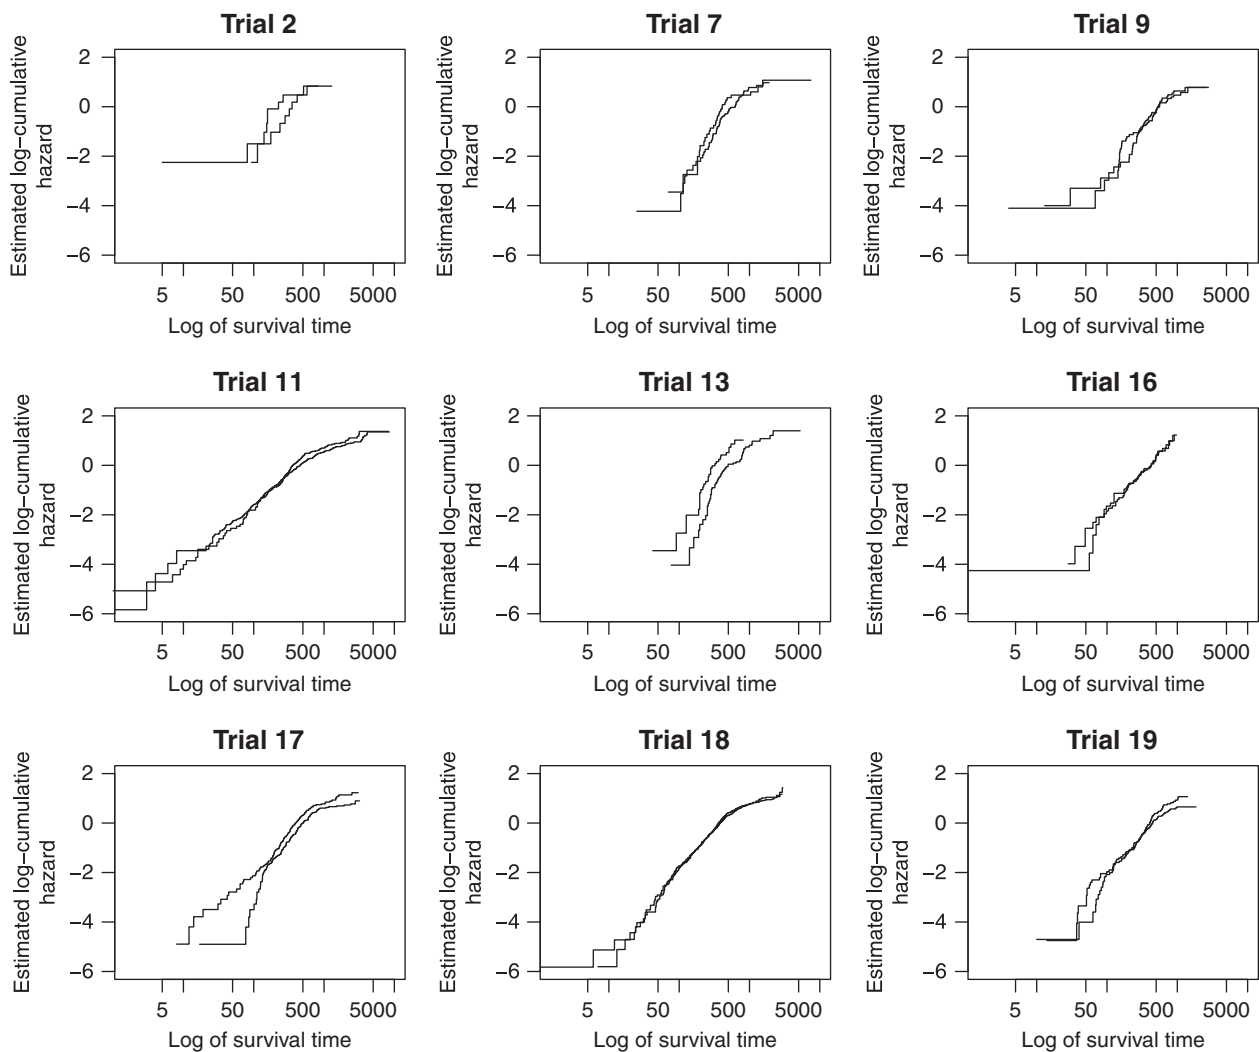 Trial 2
Estimated log−cumulative
hazard
2
0
−2
−4
−6
5 50 500 5000
Log of survival time
Trial 7
Estimated log−cumulative
hazard
2
0
−2
−4
−6
5 50 500 5000
Log of survival time
Trial 9
Estimated log−cumulative
hazard
2
0
−2
−4
−6
5 50 500 5000
Log of survival time
Trial 11
Estimated log−cumulative
hazard
2
0
−2
−4
−6
5 50 500 5000
Log of survival time
Trial 13
Estimated log−cumulative
hazard
2
0
−2
−4
−6
5 50 500 5000
Log of survival time
Trial 16
Estimated log−cumulative
hazard
2
0
−2
−4
−6
5 50 500 5000
Log of survival time
Trial 17
Estimated log−cumulative
hazard
2
0
−2
−4
−6
5 50 500 5000
Log of survival time
Trial 18
Estimated log−cumulative
hazard
2
0
−2
−4
−6
5 50 500 5000
Log of survival time
Trial 19
Estimated log−cumulative
hazard
2
0
−2
−4
−6
5 50 500 5000
Log of survival time